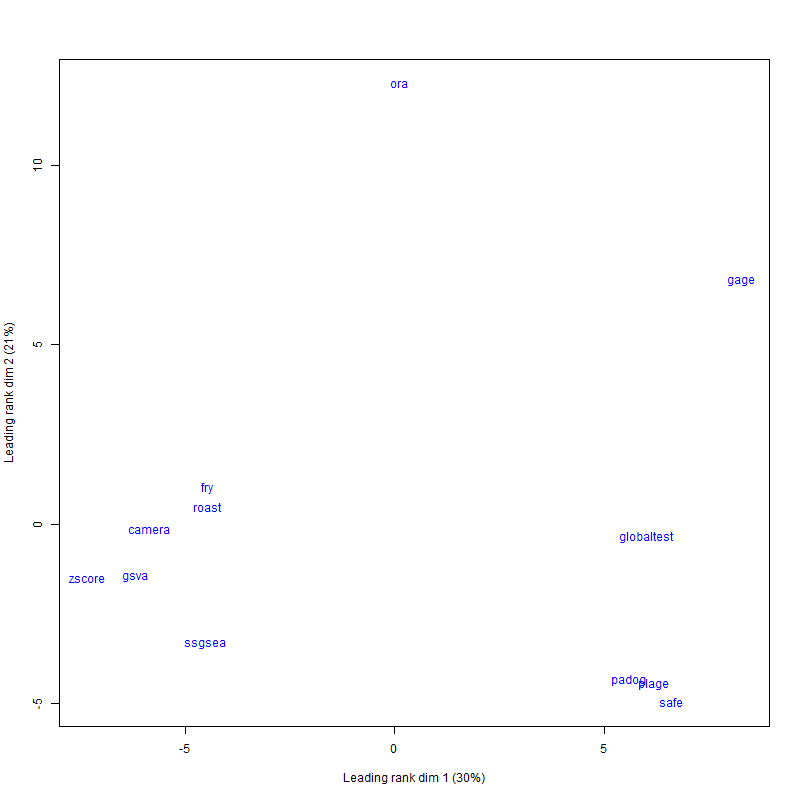 ora
10
gage
5
Leading rank dim 2 (21%)
fry
roast
0
camera
globaltest
zscore
gsva
ssgsea
padog
plage
-5
safe
-5
0
5
Leading rank dim 1 (30%)